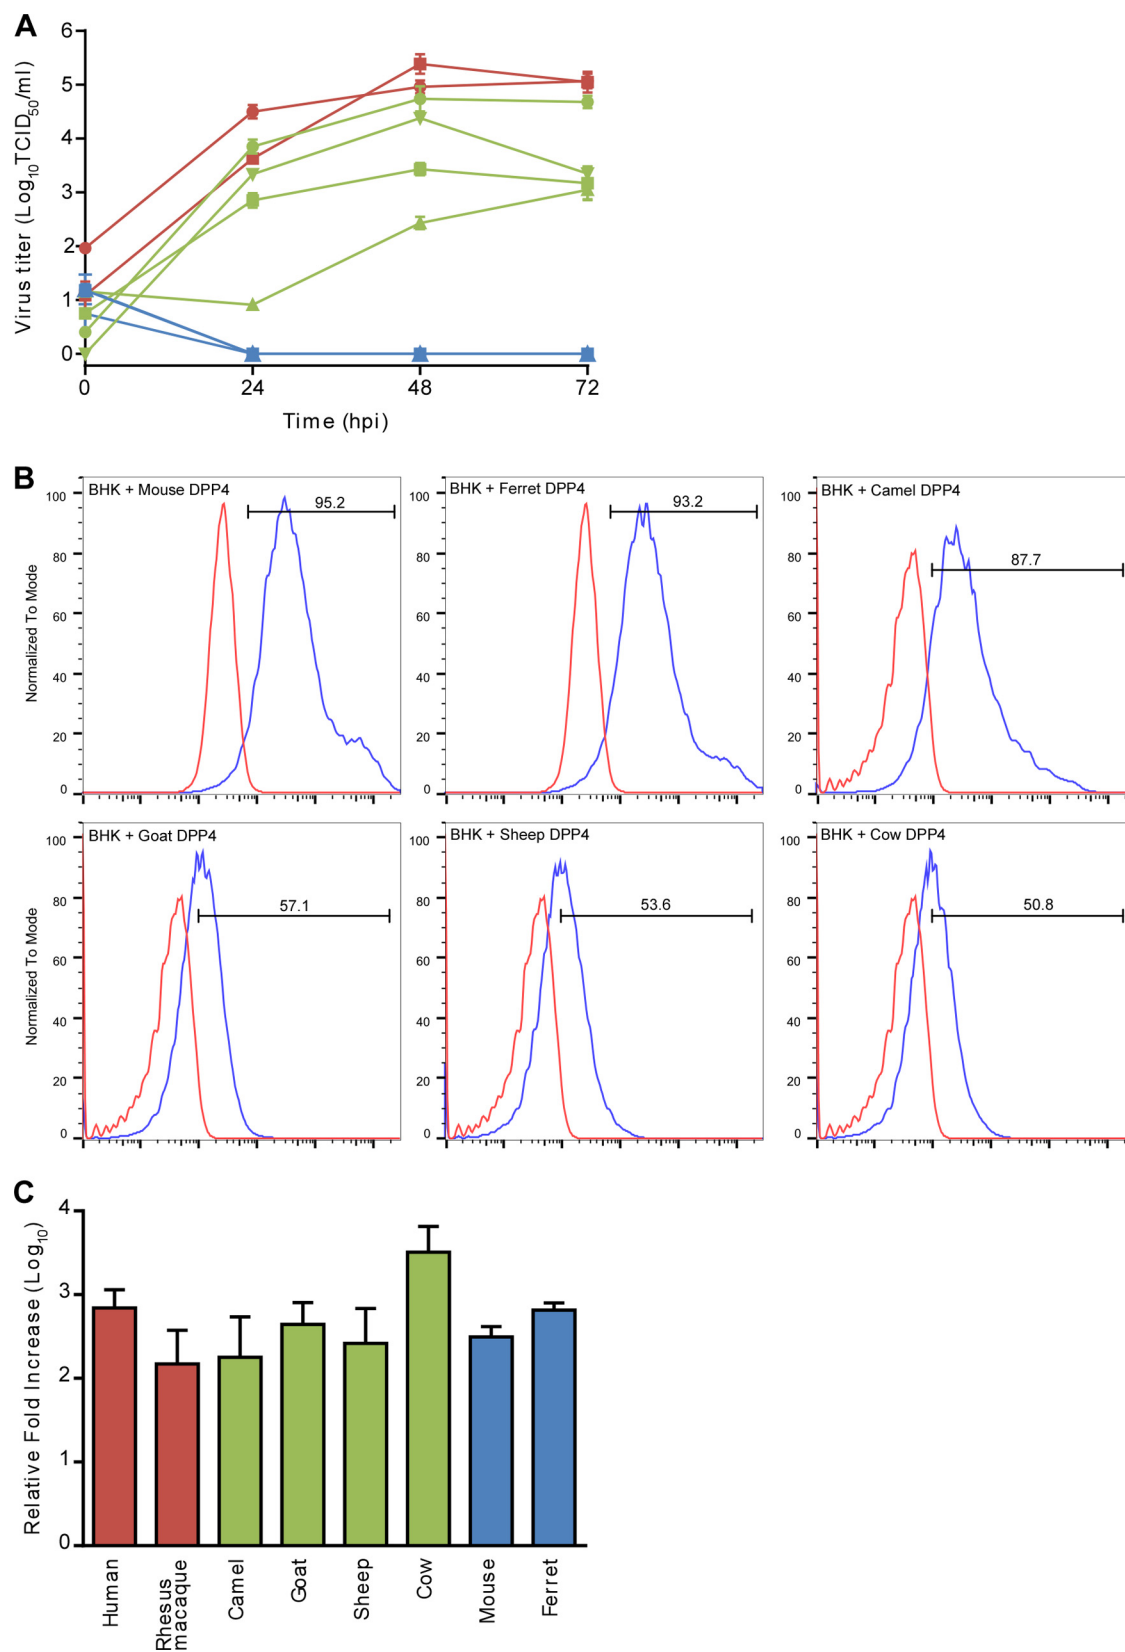 A
Virus titer (Log10TCID50/ml)
6
5
4
3
2
1
0
0 24 48 72
Time (hpi)
B
BHK + Mouse DPP4
95.2
Normalized To Mode
100
80
60
40
20
0
BHK + Ferret DPP4
93.2
100
80
60
40
20
0
BHK + Camel DPP4
87.7
100
80
60
40
20
0
BHK + Goat DPP4
57.1
Normalized To Mode
100
80
60
40
20
0
BHK + Sheep DPP4
53.6
100
80
60
40
20
0
BHK + Cow DPP4
50.8
100
80
60
40
20
0
C
Relative Fold Increase (Log10)
4
3
2
1
0
Human
Rhesus
macaque
Camel
Goat
Sheep
Cow
Mouse
Ferret